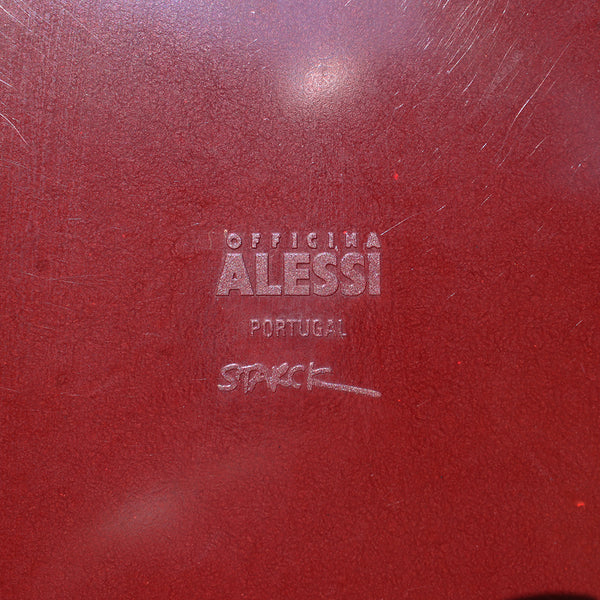 OFFICINA
ALESSI
PORTUGAL
STARCK